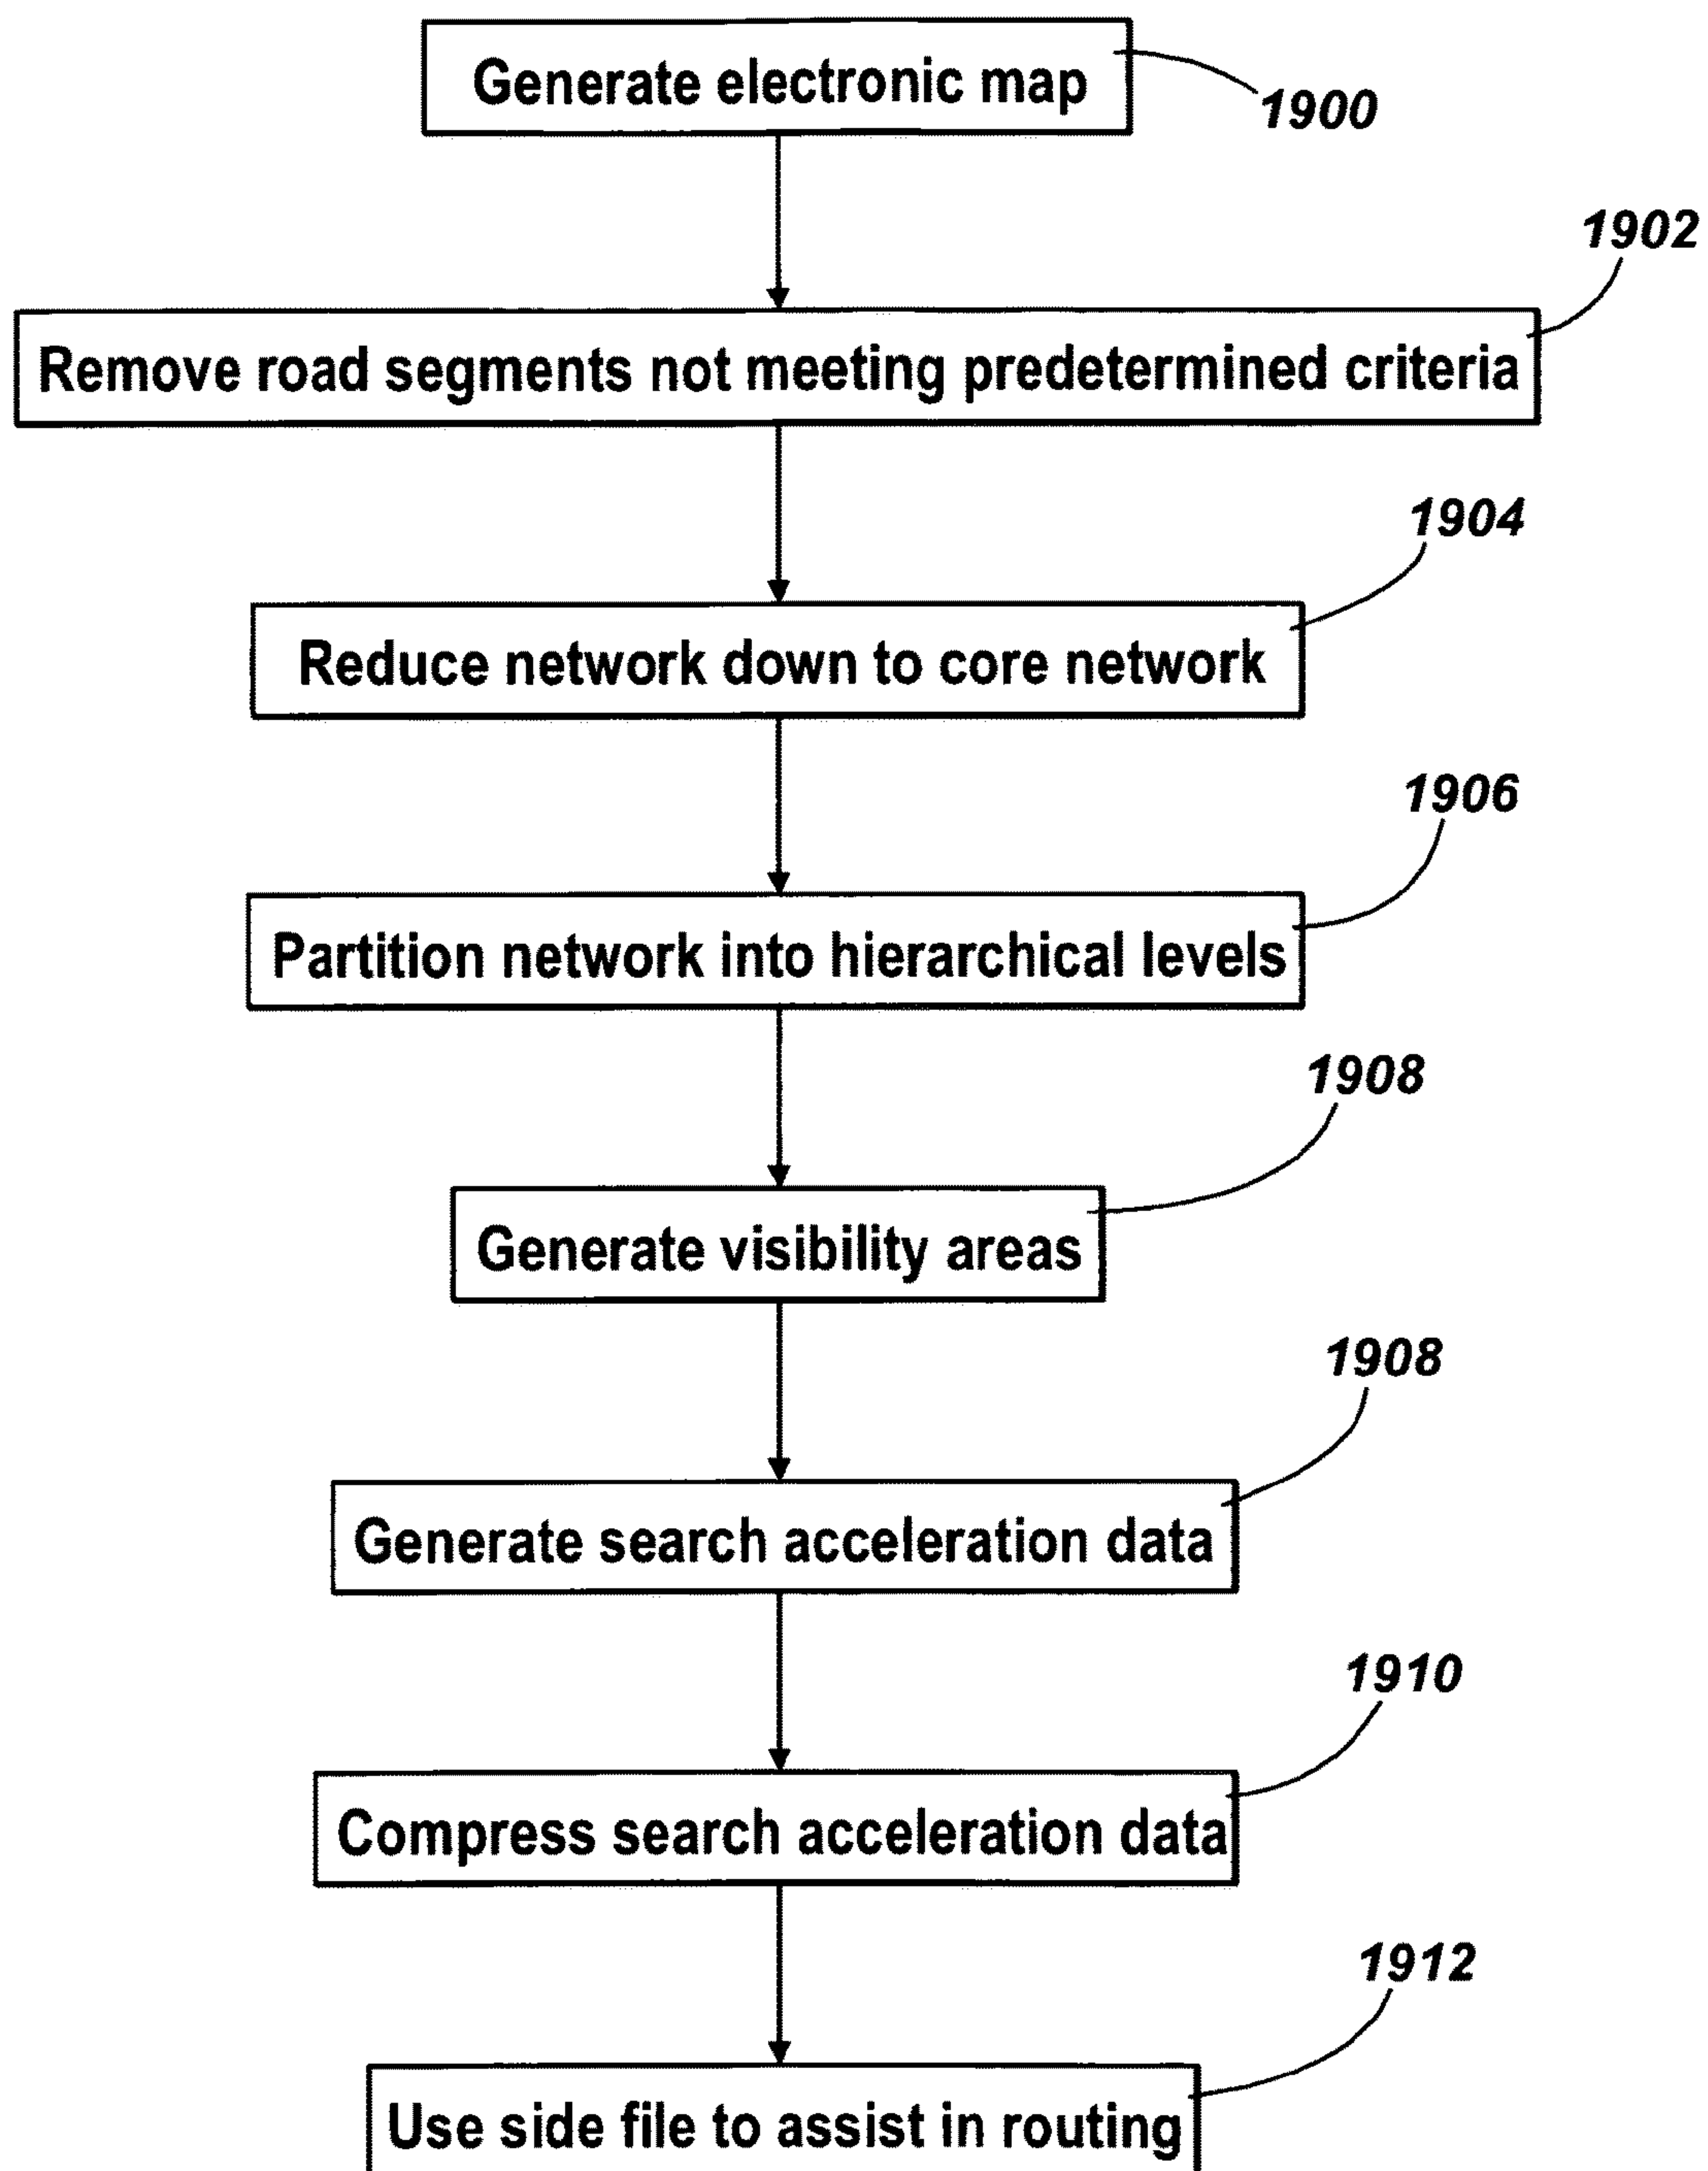 Generate electronic map
1900
1902
Remove road segments not meeting predetermined criteria
1904
Reduce network down to core network
1906
Partition network into hierarchical levels
1908
Generate visibility areas
1908
Generate search acceleration data
1910
Compress search acceleration data
1912
Use side file to assist in routing